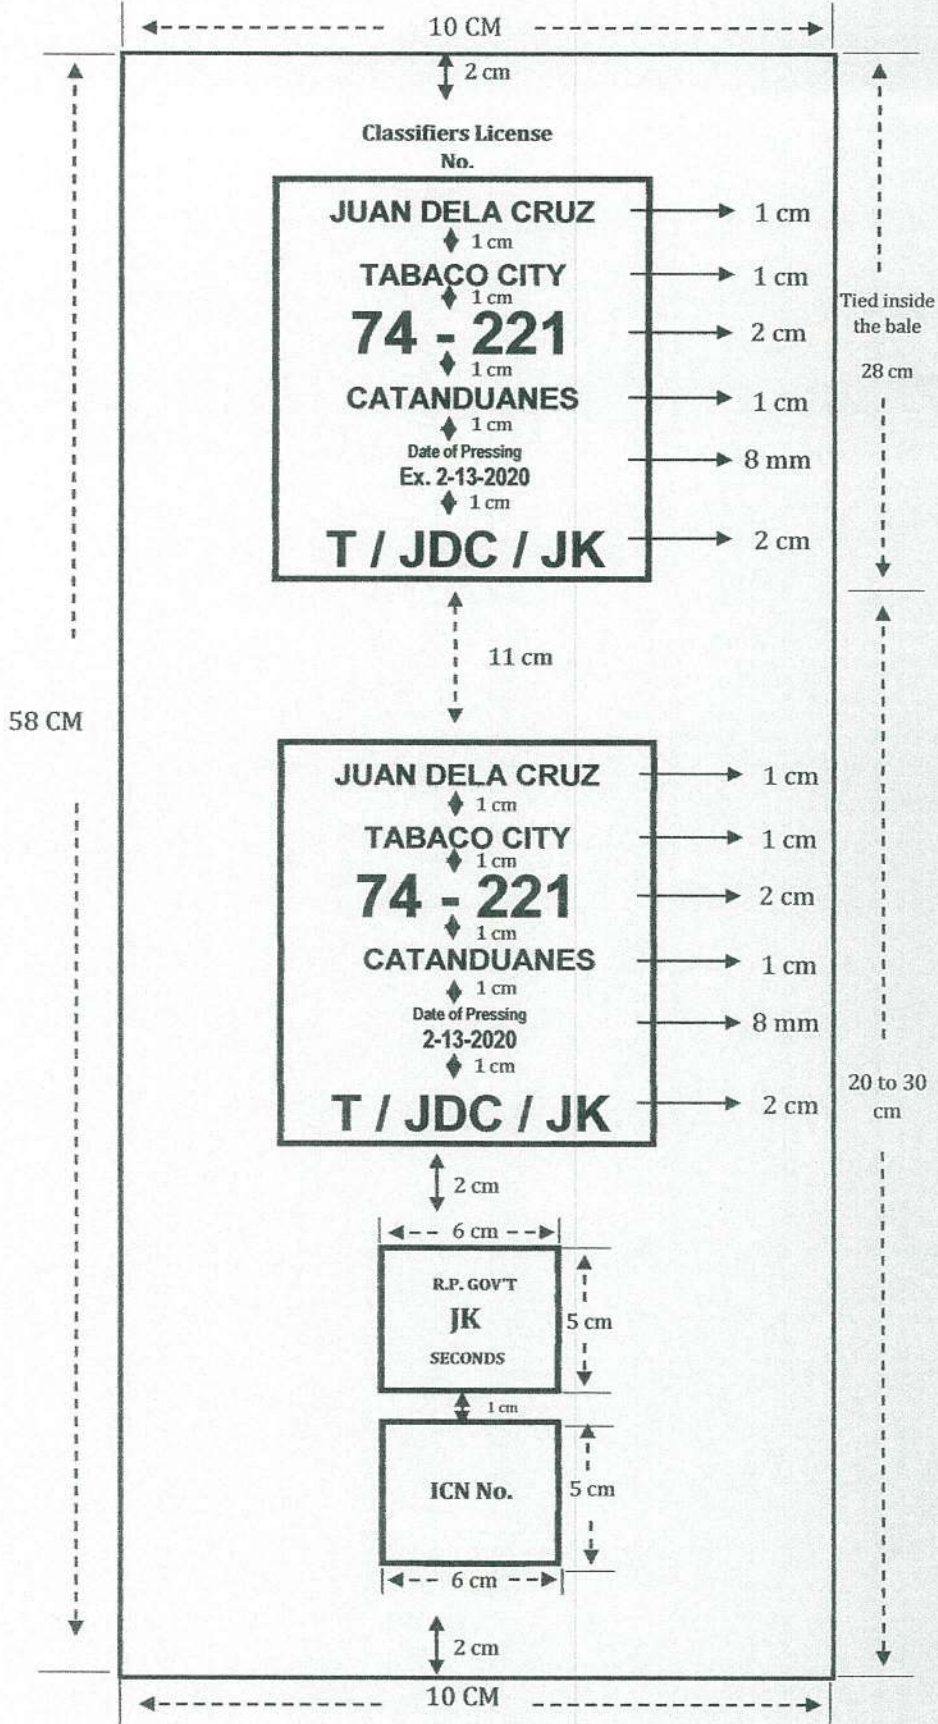 10 CM
2 cm
Classifiers License
No.
JUAN DELA CRUZ
1 cm
1 cm
TABACO CITY
1 cm
1 cm
Tied inside
the bale
28 cm
74 - 221
2 cm
1 cm
CATANDUANES
1 cm
1 cm
Date of Pressing
8 mm
Ex. 2-13-2020
1 cm
T / JDC / JK
2 cm
11 cm
58 CM
JUAN DELA CRUZ
1 cm
1 cm
TABACO CITY
1 cm
1 cm
74 - 221
2 cm
1 cm
CATANDUANES
1 cm
1 cm
Date of Pressing
8 mm
2-13-2020
1 cm
20 to 30
cm
T / JDC / JK
2 cm
2 cm
6 cm
R.P. GOV'T
JK
5 cm
SECONDS
1 cm
ICN No.
5 cm
6 cm
2 cm
10 CM